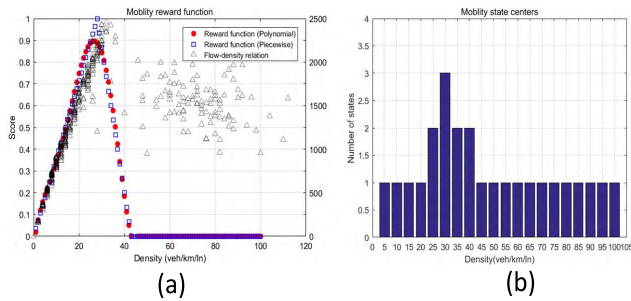 Moblity reward function
Reward function (Polynomial)
Reward function (Piecewise)
Flow-density relation
1
0.9
0.8
0.7
0.6
0.5
0.4
0.3
0.2
0.1
0
Score
2500
2000
1500
1000
500
0
0 20 40 60 80 100 120
Density (veh/km/ln)
(a)
Moblity state centers
4
3.5
3
2.5
2
1.5
1
0.5
0
Number of states
0 5 10 15 20 25 30 35 40 45 50 55 60 65 70 75 80 85 90 95 100105
Density(veh/km/ln)
(b)